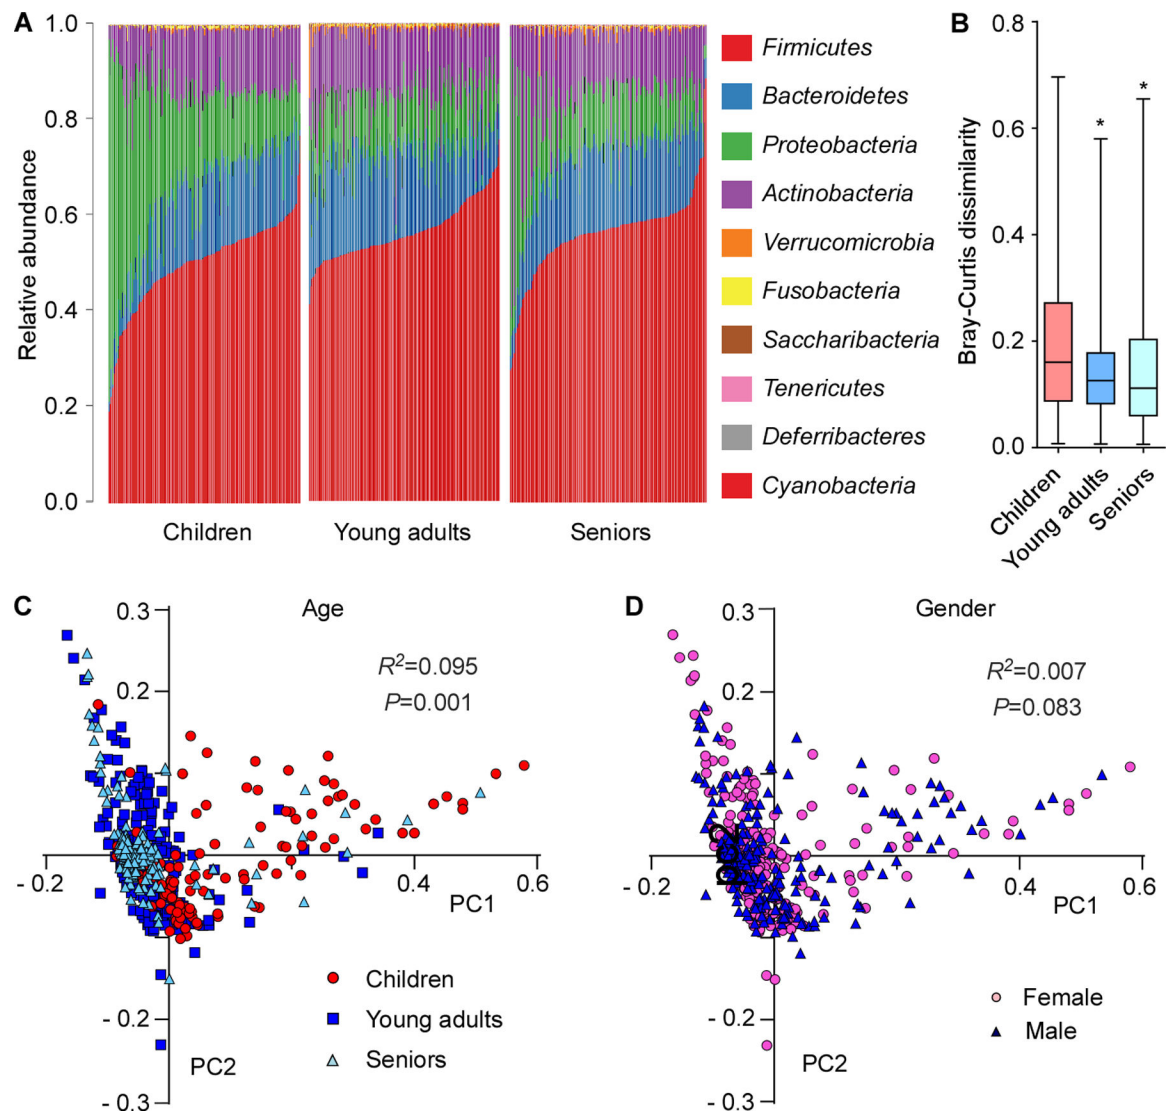 A
Relative abundance
1.0
0.8
0.6
0.4
0.2
0.0
Children
Young adults
Seniors
Firmicutes
Bacteroidetes
Proteobacteria
Actinobacteria
Verrucomicrobia
Fusobacteria
Saccharibacteria
Tenericutes
Deferribacteres
Cyanobacteria
B
Bray-Curtis dissimilarity
0.8
0.6
0.4
0.2
0.0
*
*
Children
Young adults
Seniors
C
Age
R²=0.095
P=0.001
0.3
0.2
- 0.2
0.4
0.6
PC1
- 0.2
- 0.3
PC2
Children
Young adults
Seniors
D
Gender
R²=0.007
P=0.083
0.3
0.2
- 0.2
0.4
0.6
PC1
- 0.2
- 0.3
PC2
Female
Male